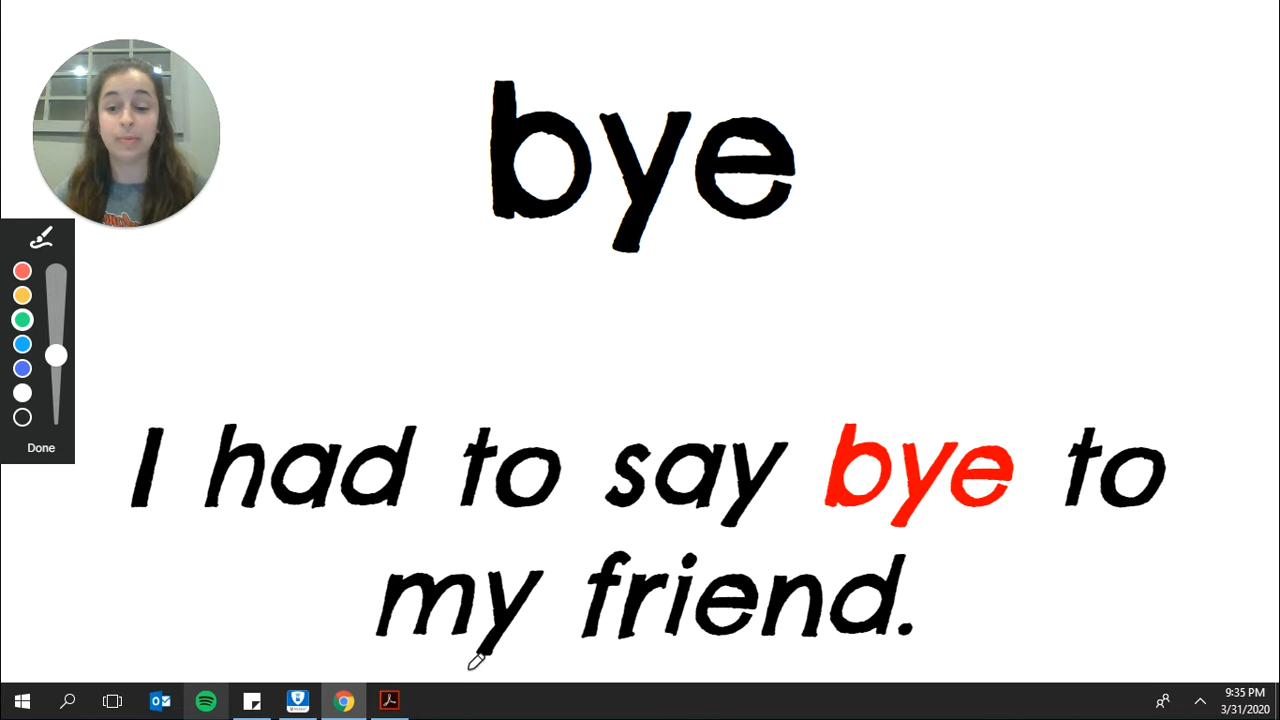 bye
I had to say bye to
my friend.
Done
9:35 PM
3/31/2020